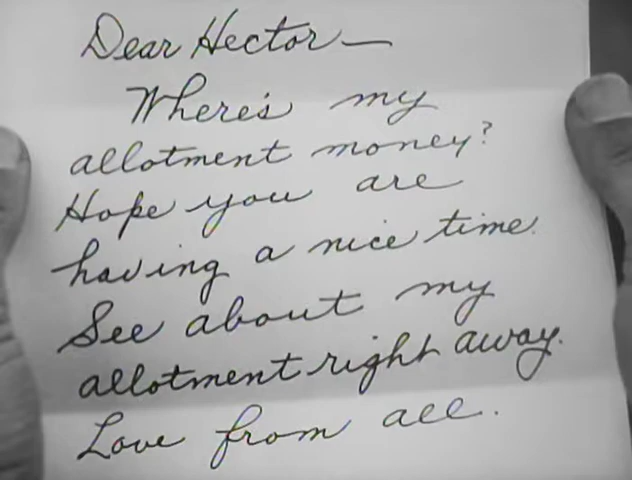 Dear Hector—
Where's my
allotment money?
Hope you are
having a nice time.
See about my
allotment right away.
Love from all.